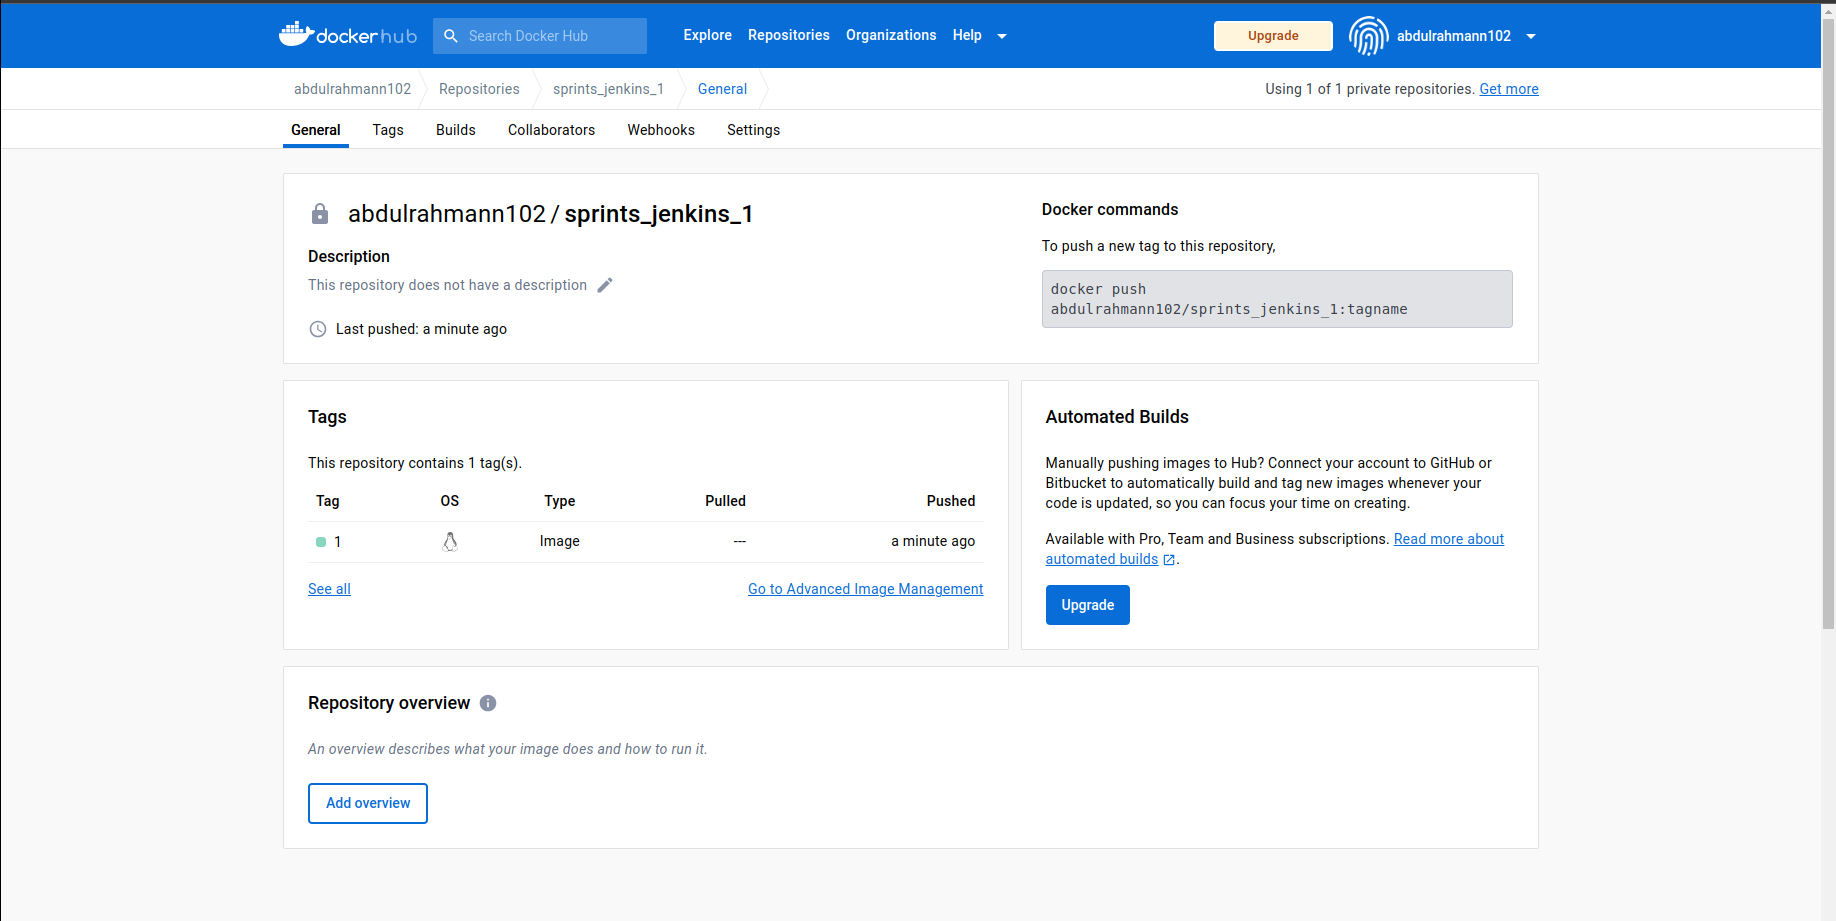 docker hub
Search Docker Hub
Explore Repositories Organizations Help
Upgrade
abdulrahmann102
abdulrahmann102 Repositories sprints_jenkins_1 General
Using 1 of 1 private repositories. Get more
General Tags Builds Collaborators Webhooks Settings
abdulrahmann102 / sprints_jenkins_1
Description
This repository does not have a description
Last pushed: a minute ago
Docker commands
To push a new tag to this repository,
docker push
abdulrahmann102/sprints_jenkins_1:tagname
Tags
This repository contains 1 tag(s).
Tag OS Type Pulled Pushed
1 Image --- a minute ago
See all
Go to Advanced Image Management
Automated Builds
Manually pushing images to Hub? Connect your account to GitHub or
Bitbucket to automatically build and tag new images whenever your
code is updated, so you can focus your time on creating.
Available with Pro, Team and Business subscriptions. Read more about
automated builds .
Upgrade
Repository overview
An overview describes what your image does and how to run it.
Add overview